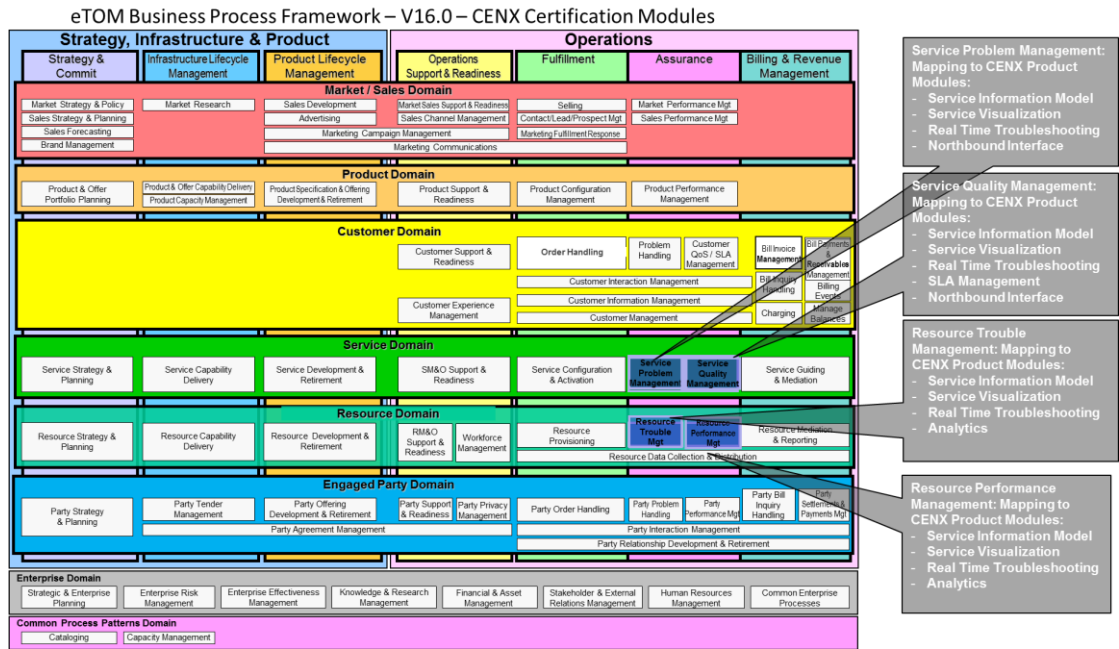 eTOM Business Process Framework – V16.0 – CENX Certification Modules
Strategy, Infrastructure & Product
Operations
Strategy &
Commit
Infrastructure Lifecycle
Management
Product Lifecycle
Management
Operations
Support & Readiness
Fulfillment
Assurance
Billing & Revenue
Management
Market / Sales Domain
Market Strategy & Policy
Market Research
Sales Development
Market Sales Support & Readiness
Selling
Market Performance Mgt
Sales Strategy & Planning
Advertising
Sales Channel Management
Contact/Lead/Prospect Mgt
Sales Performance Mgt
Sales Forecasting
Marketing Campaign Management
Marketing Fulfillment Response
Brand Management
Marketing Communications
Product Domain
Product & Offer
Portfolio Planning
Product & Offer Capability Delivery
Product Capacity Management
Product Specification & Offering
Development & Retirement
Product Support &
Readiness
Product Configuration
Management
Product Performance
Management
Customer Domain
Customer Support &
Readiness
Order Handling
Problem
Handling
Customer
QoS / SLA
Management
Bill Invoice
Management
Bill Payments
&
Receivables
Management
Customer Interaction Management
Bill Inquiry
Handling
Billing
Events
Customer Experience
Management
Customer Information Management
Customer Management
Charging
Manage
Balances
Service Domain
Service Strategy &
Planning
Service Capability
Delivery
Service Development &
Retirement
SM&O Support &
Readiness
Service Configuration
& Activation
Service
Problem
Management
Service
Quality
Management
Service Guiding
& Mediation
Resource Domain
Resource Strategy &
Planning
Resource Capability
Delivery
Resource Development &
Retirement
RM&O
Support &
Readiness
Workforce
Management
Resource
Provisioning
Resource
Trouble
Mgt
Resource
Performance
Mgt
Resource Mediation
& Reporting
Resource Data Collection & Distribution
Engaged Party Domain
Party Strategy
& Planning
Party Tender
Management
Party Offering
Development & Retirement
Party Support
& Readiness
Party Privacy
Management
Party Order Handling
Party Problem
Handling
Party
Performance Mgt
Party Bill
Inquiry
Handling
Party
Settlements &
Payments Mgt
Party Agreement Management
Party Interaction Management
Party Relationship Development & Retirement
Enterprise Domain
Strategic & Enterprise
Planning
Enterprise Risk
Management
Enterprise Effectiveness
Management
Knowledge & Research
Management
Financial & Asset
Management
Stakeholder & External
Relations Management
Human Resources
Management
Common Enterprise
Processes
Common Process Patterns Domain
Cataloging
Capacity Management
Service Problem Management:
Mapping to CENX Product
Modules:
- Service Information Model
- Service Visualization
- Real Time Troubleshooting
- Northbound Interface
Service Quality Management:
Mapping to CENX Product
Modules:
- Service Information Model
- Service Visualization
- Real Time Troubleshooting
- SLA Management
- Northbound Interface
Resource Trouble
Management: Mapping to
CENX Product Modules:
- Service Information Model
- Service Visualization
- Real Time Troubleshooting
- Analytics
Resource Performance
Management: Mapping to
CENX Product Modules:
- Service Information Model
- Service Visualization
- Real Time Troubleshooting
- Analytics